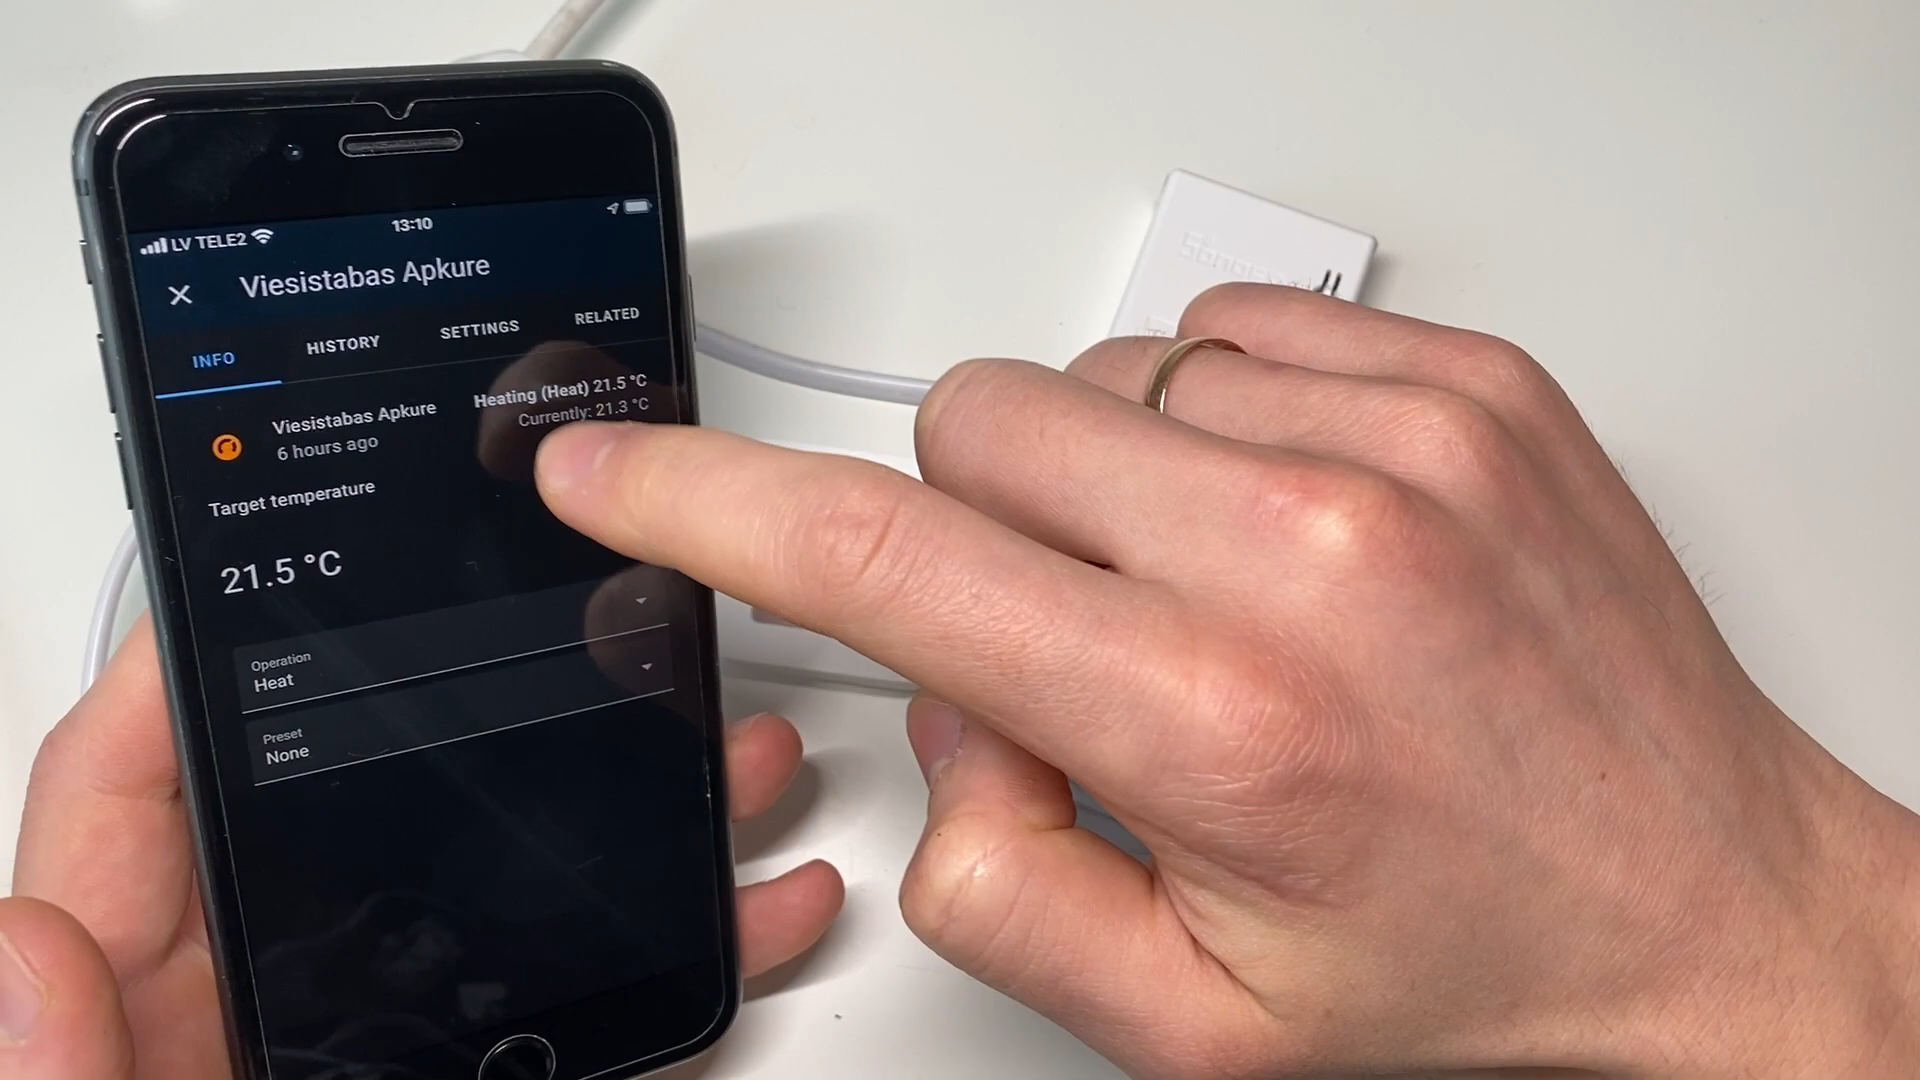 LV TELE2
13:10
Viesistabas Apkure
INFO
HISTORY
SETTINGS
RELATED
Viesistabas Apkure
6 hours ago
Heating (Heat) 21.5 °C
Currently: 21.3 °C
Target temperature
21.5 °C
Operation
Heat
Preset
None